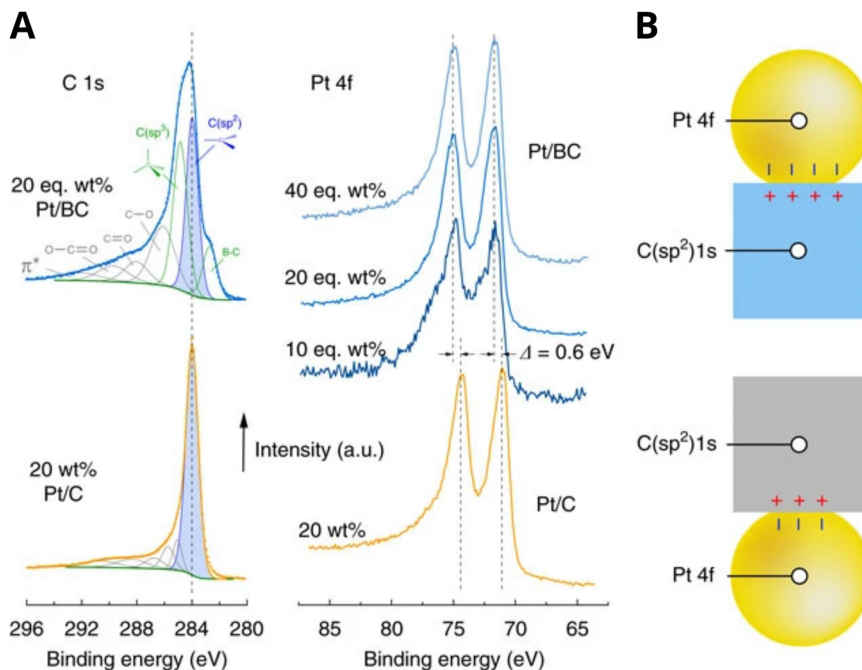 A
B
C 1s
Pt 4f
C(sp³)
C(sp²)
20 eq. wt%
Pt/BC
C–O
C=O
O–C=O
π*
B-C
Pt/BC
40 eq. wt%
20 eq. wt%
10 eq. wt%
Δ = 0.6 eV
20 wt%
Pt/C
Intensity (a.u.)
Pt/C
20 wt%
296 292 288 284 280
Binding energy (eV)
85 80 75 70 65
Binding energy (eV)
Pt 4f
+ + + +
C(sp²)1s
C(sp²)1s
+ + +
Pt 4f